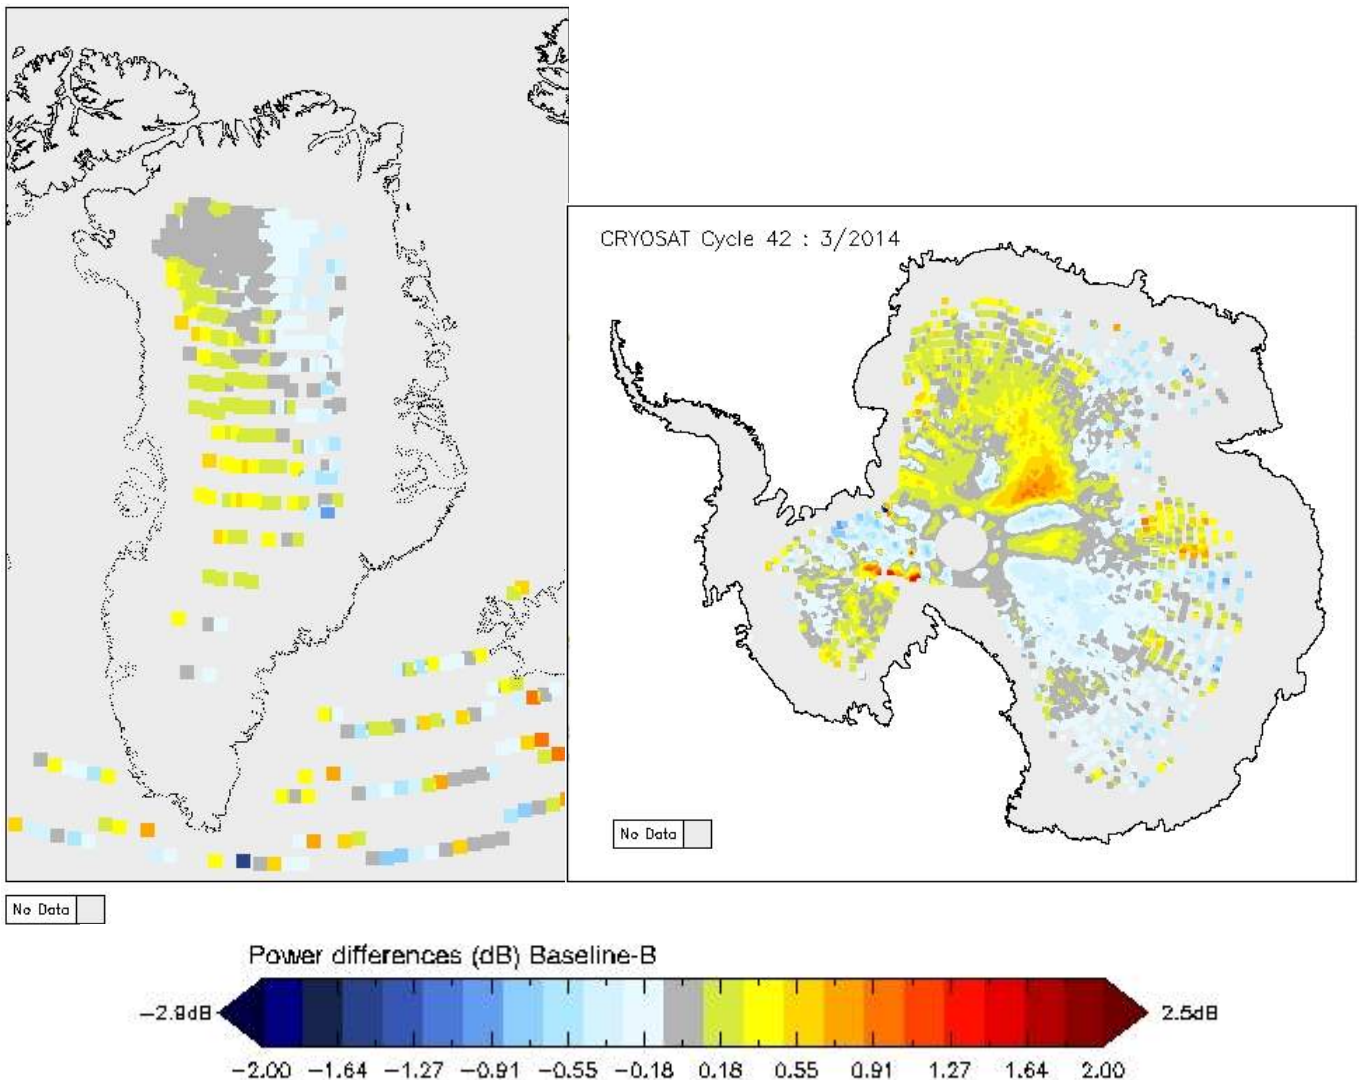 CRYOSAT Cycle 42 : 3/2014
No Data
No Data
Power differences (dB) Baseline-B
-2.9dB 2.5dB
-2.00 -1.64 -1.27 -0.91 -0.55 -0.18 0.18 0.55 0.91 1.27 1.64 2.00